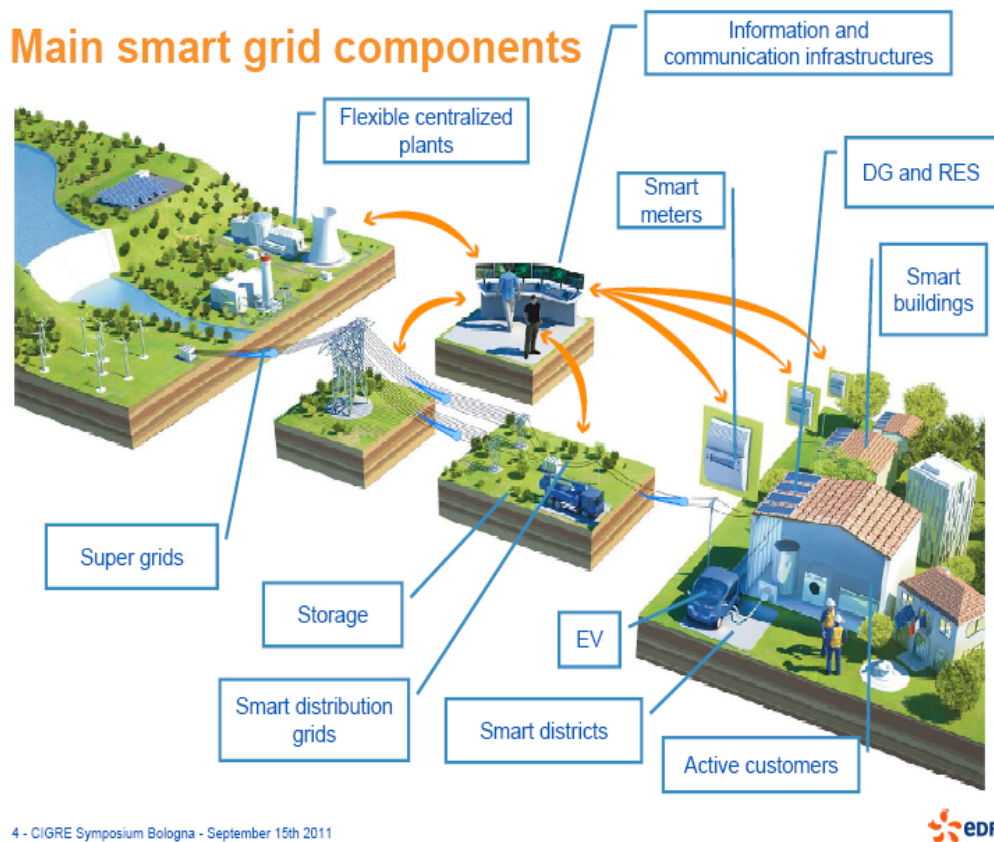 Main smart grid components
Information and
communication infrastructures
Flexible centralized
plants
Smart
meters
DG and RES
Smart
buildings
Super grids
Storage
EV
Smart distribution
grids
Smart districts
Active customers
4 - CIGRE Symposium Bologna - September 15th 2011
eDF